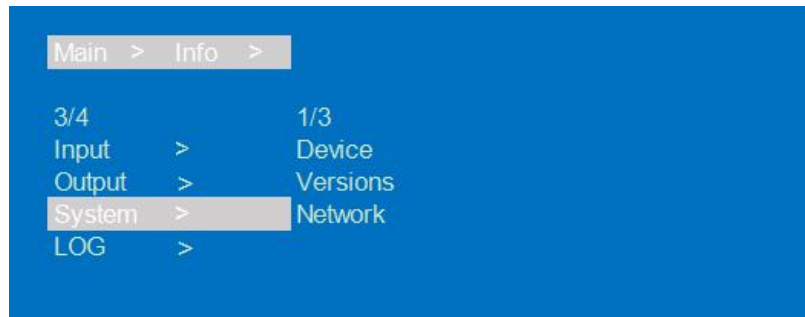 Main > Info >
3/4 1/3
Input > Device
Output > Versions
System > Network
LOG >